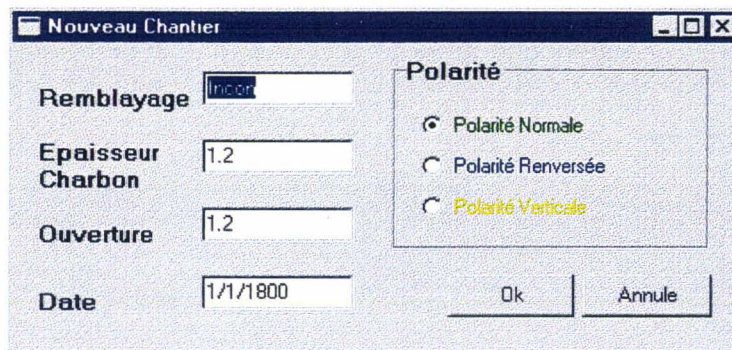 Nouveau Chantier
Remblayage
Incon
Epaisseur
Charbon
1.2
Ouverture
1.2
Date
1/1/1800
Polarité
Polarité Normale
Polarité Renversée
Polarité Verticale
Ok
Annule